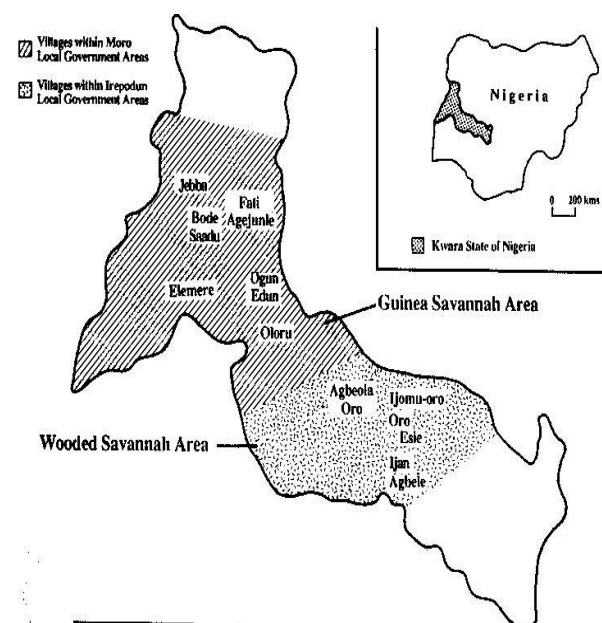 Villages within Moro
Local Government Areas
Villages within Irepodun
Local Government Areas
Nigeria
0 200 kms
Kwara State of Nigeria
Jebba
Fati
Agejunle
Bode
Saadu
Elemere
Ogun
Edun
Oloru
Guinea Savannah Area
Agbeola
Oro
Ijomu-oro
Oro
Esie
Ijan
Agbele
Wooded Savannah Area